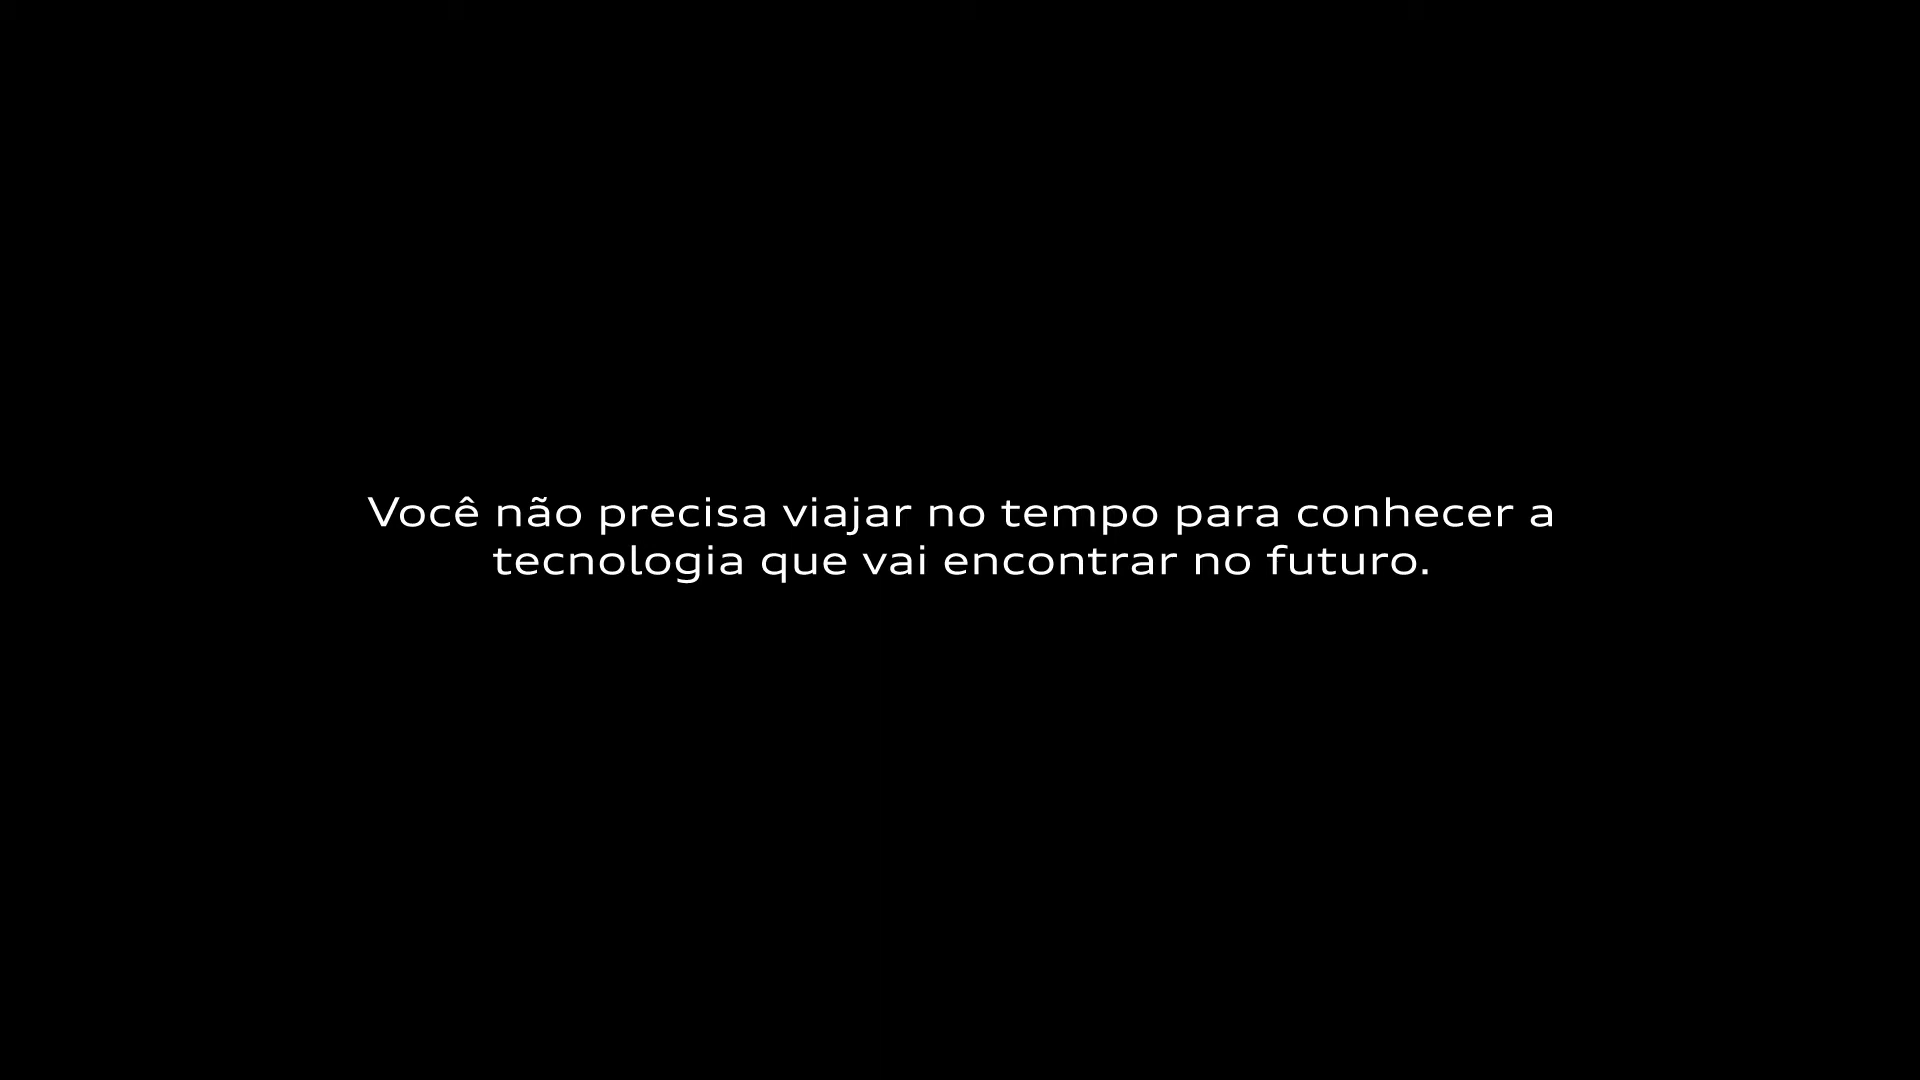 Você não precisa viajar no tempo para conhecer a
tecnologia que vai encontrar no futuro.